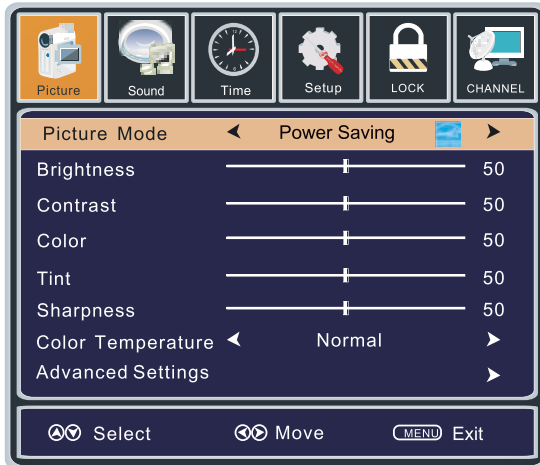 Picture Sound Time Setup LOCK CHANNEL
Picture Mode Power Saving
Brightness 50
Contrast 50
Color 50
Tint 50
Sharpness 50
Color Temperature Normal
Advanced Settings
Select Move MENU Exit